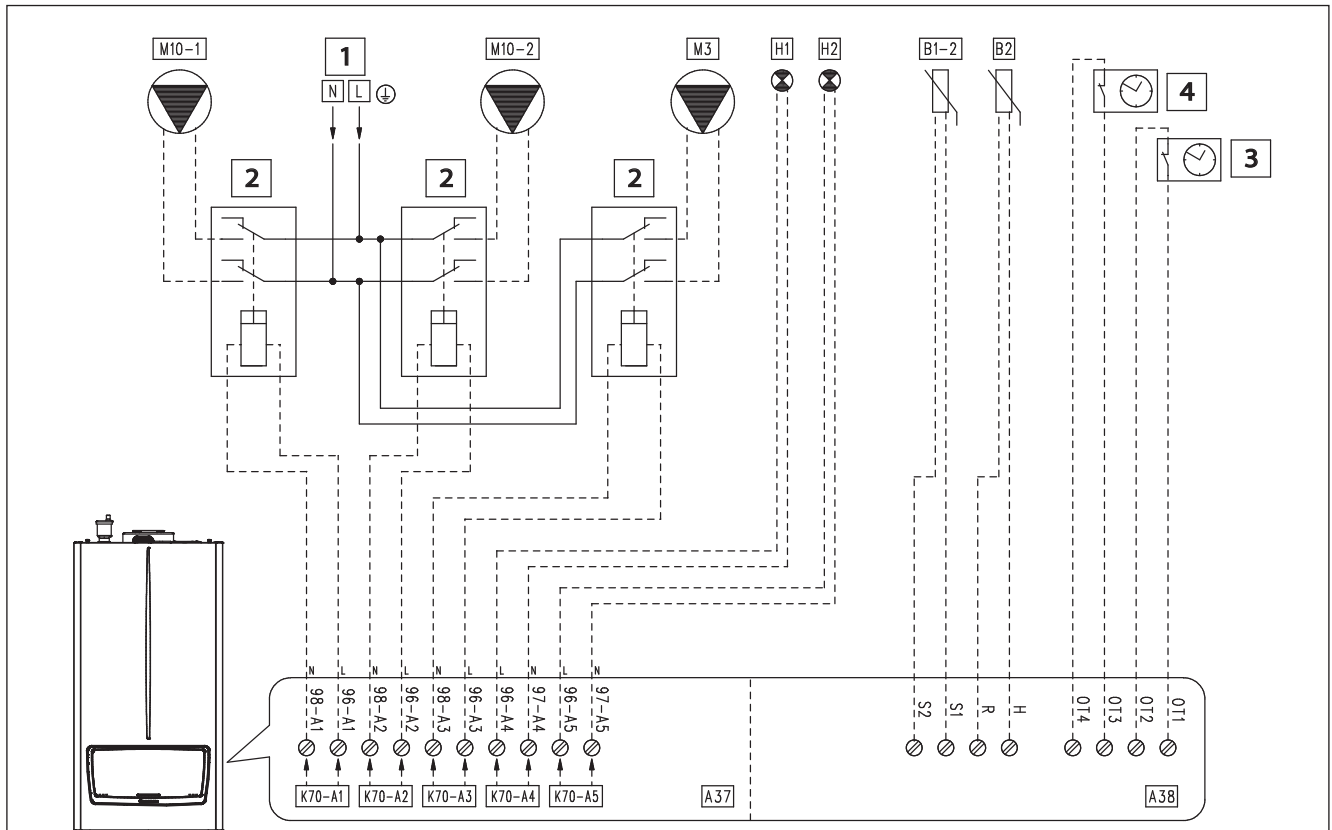 M10-1
1
M10-2
M3
H1
H2
B1-2
B2
N L
4
3
2
2
2
N L N L N L L N L N
98-A1
96-A1
98-A2
96-A2
98-A3
96-A3
96-A4
97-A4
96-A5
97-A5
S2
S1
R
H
OT4
OT3
OT2
OT1
K70-A1
K70-A2
K70-A3
K70-A4
K70-A5
A37
A38